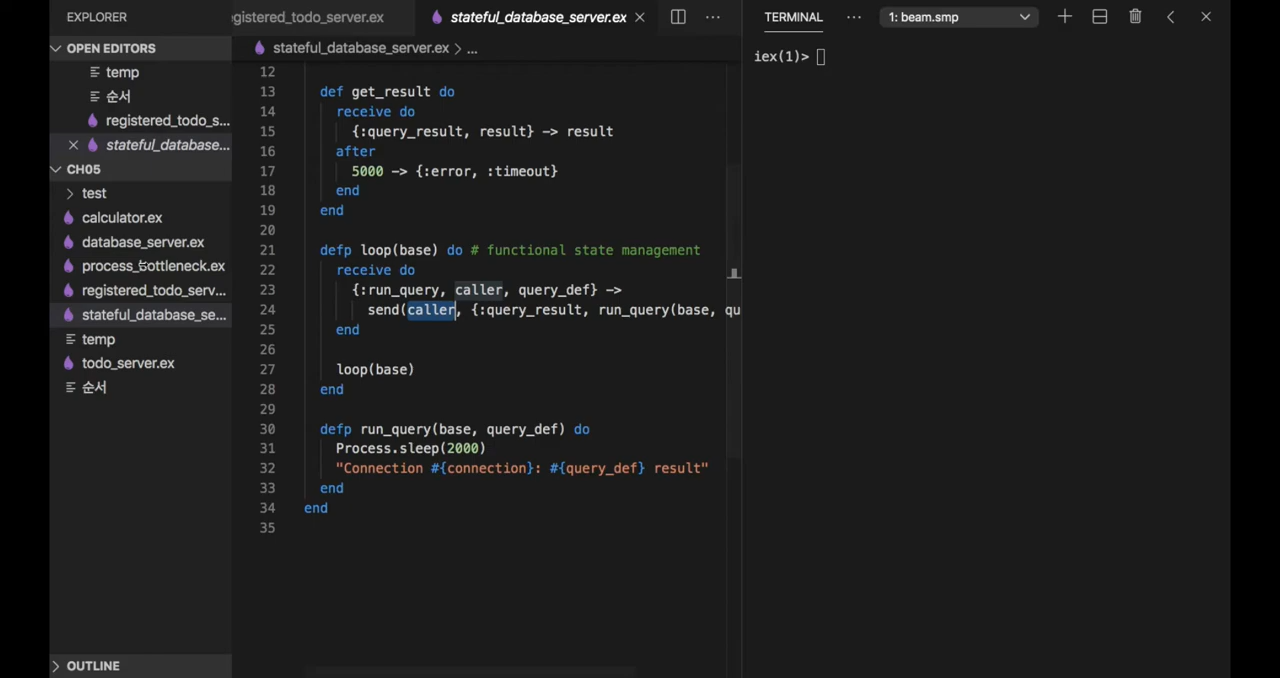 EXPLORER
OPEN EDITORS
temp
순서
registered_todo_s...
stateful_database...
CH05
test
calculator.ex
database_server.ex
process_bottleneck.ex
registered_todo_serv...
stateful_database_se...
temp
todo_server.ex
순서
OUTLINE
egistered_todo_server.ex
stateful_database_server.ex
stateful_database_server.ex > ...
12
13 def get_result do
14 receive do
15 {:query_result, result} -> result
16 after
17 5000 -> {:error, :timeout}
18 end
19 end
20
21 defp loop(base) do # functional state management
22 receive do
23 {:run_query, caller, query_def} ->
24 send(caller, {:query_result, run_query(base, qu
25 end
26
27 loop(base)
28 end
29
30 defp run_query(base, query_def) do
31 Process.sleep(2000)
32 "Connection #{connection}: #{query_def} result"
33 end
34 end
35
TERMINAL ... 1: beam.smp
iex(1)>